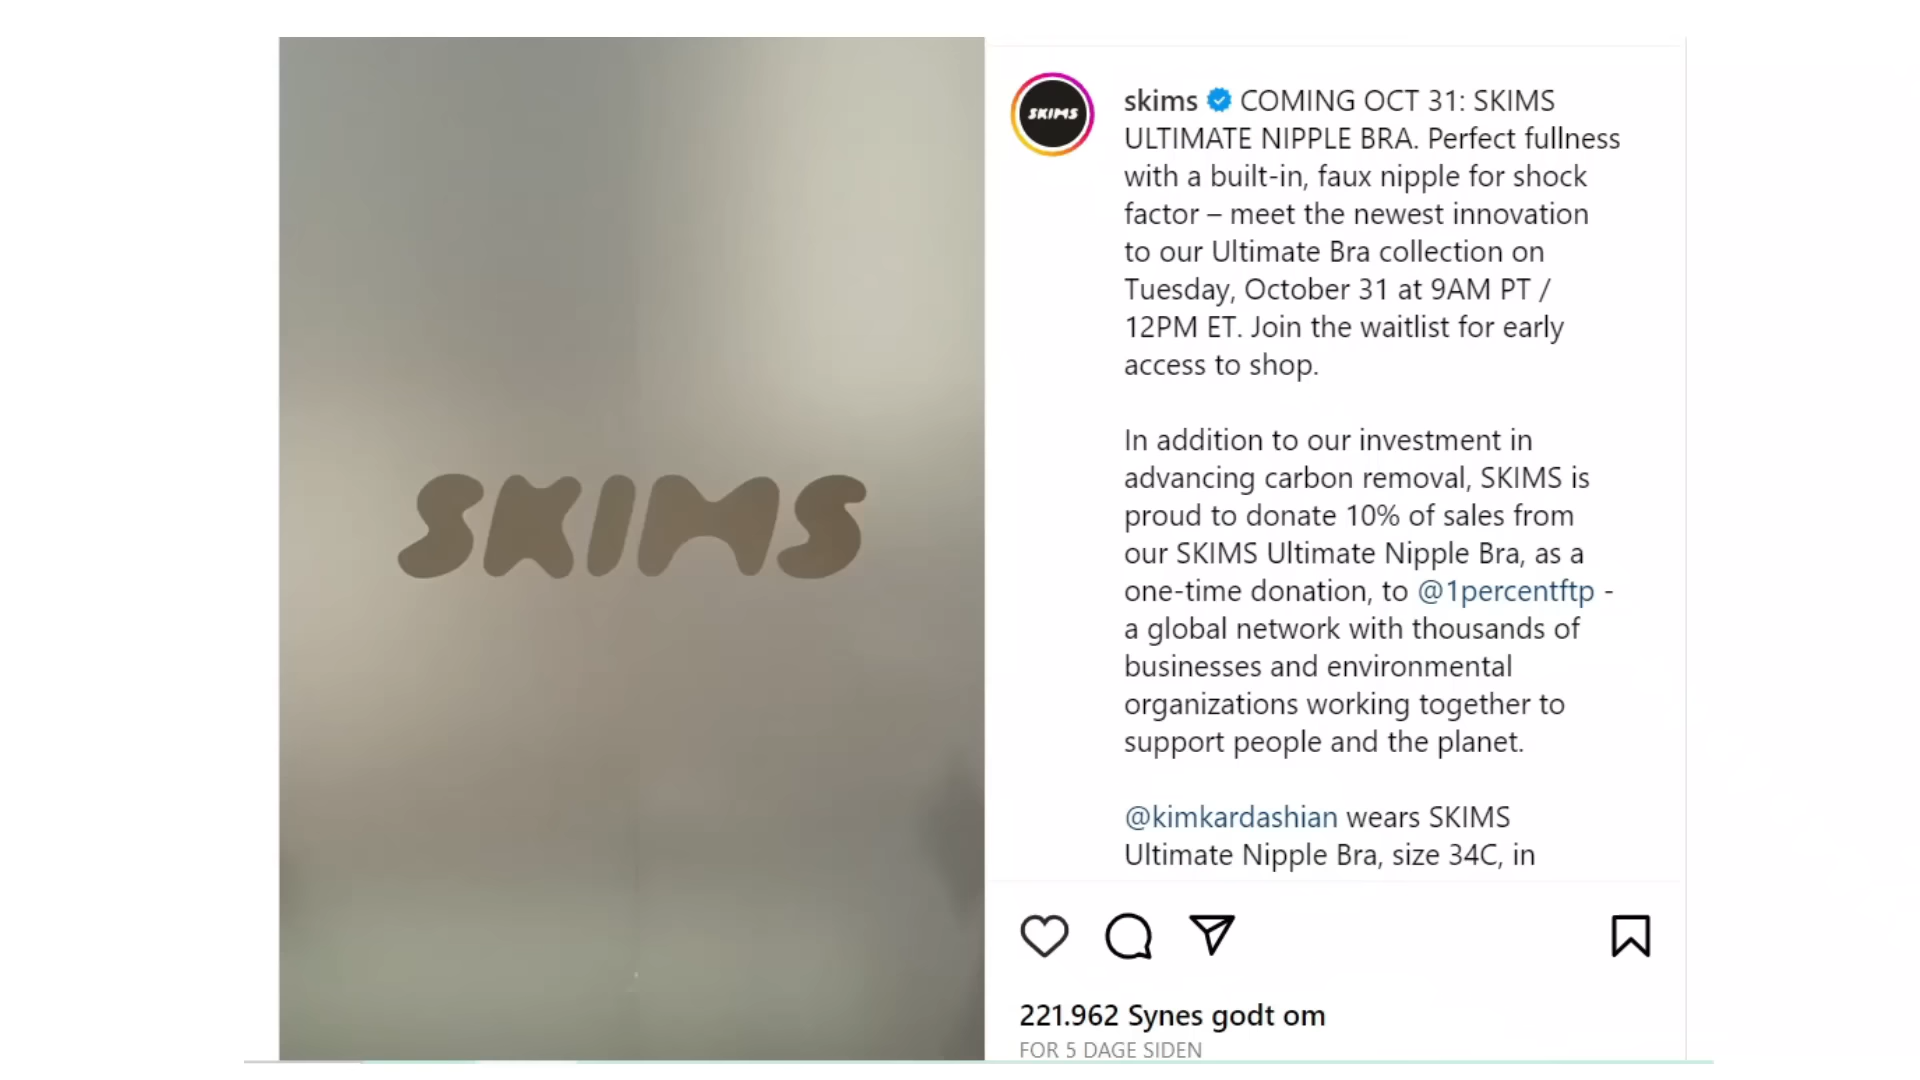 SKIMS
SKIMS
skims COMING OCT 31: SKIMS
ULTIMATE NIPPLE BRA. Perfect fullness
with a built-in, faux nipple for shock
factor – meet the newest innovation
to our Ultimate Bra collection on
Tuesday, October 31 at 9AM PT /
12PM ET. Join the waitlist for early
access to shop.
In addition to our investment in
advancing carbon removal, SKIMS is
proud to donate 10% of sales from
our SKIMS Ultimate Nipple Bra, as a
one-time donation, to @1percentftp -
a global network with thousands of
businesses and environmental
organizations working together to
support people and the planet.
@kimkardashian wears SKIMS
Ultimate Nipple Bra, size 34C, in
221.962 Synes godt om
FOR 5 DAGE SIDEN